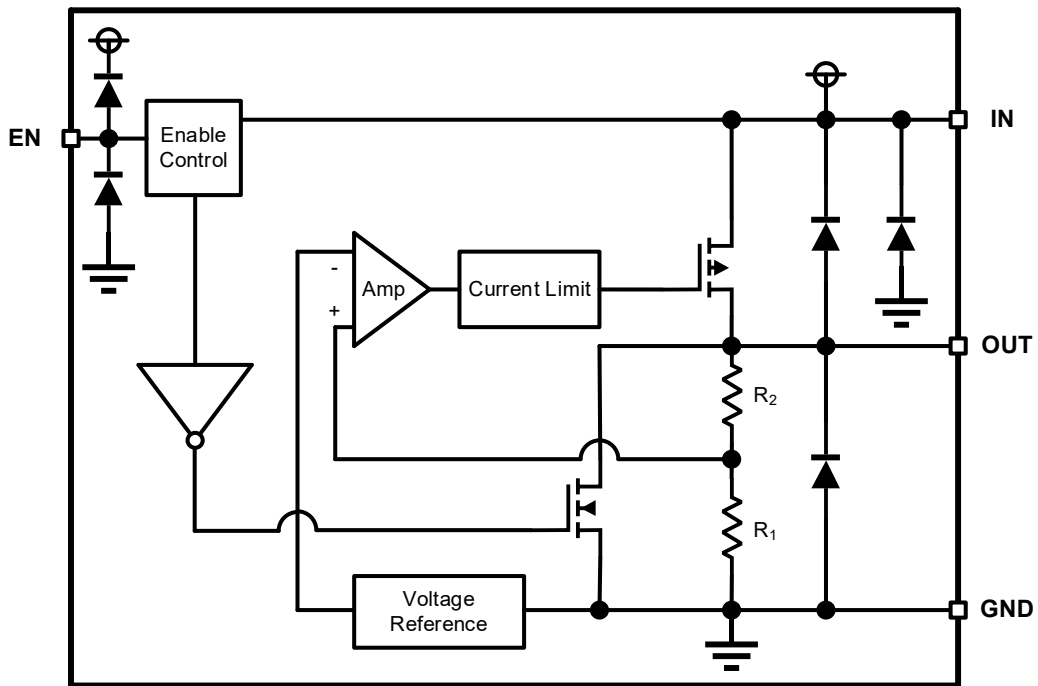 EN
Enable
Control
IN
-
Amp
+
Current Limit
OUT
R₂
R₁
Voltage
Reference
GND